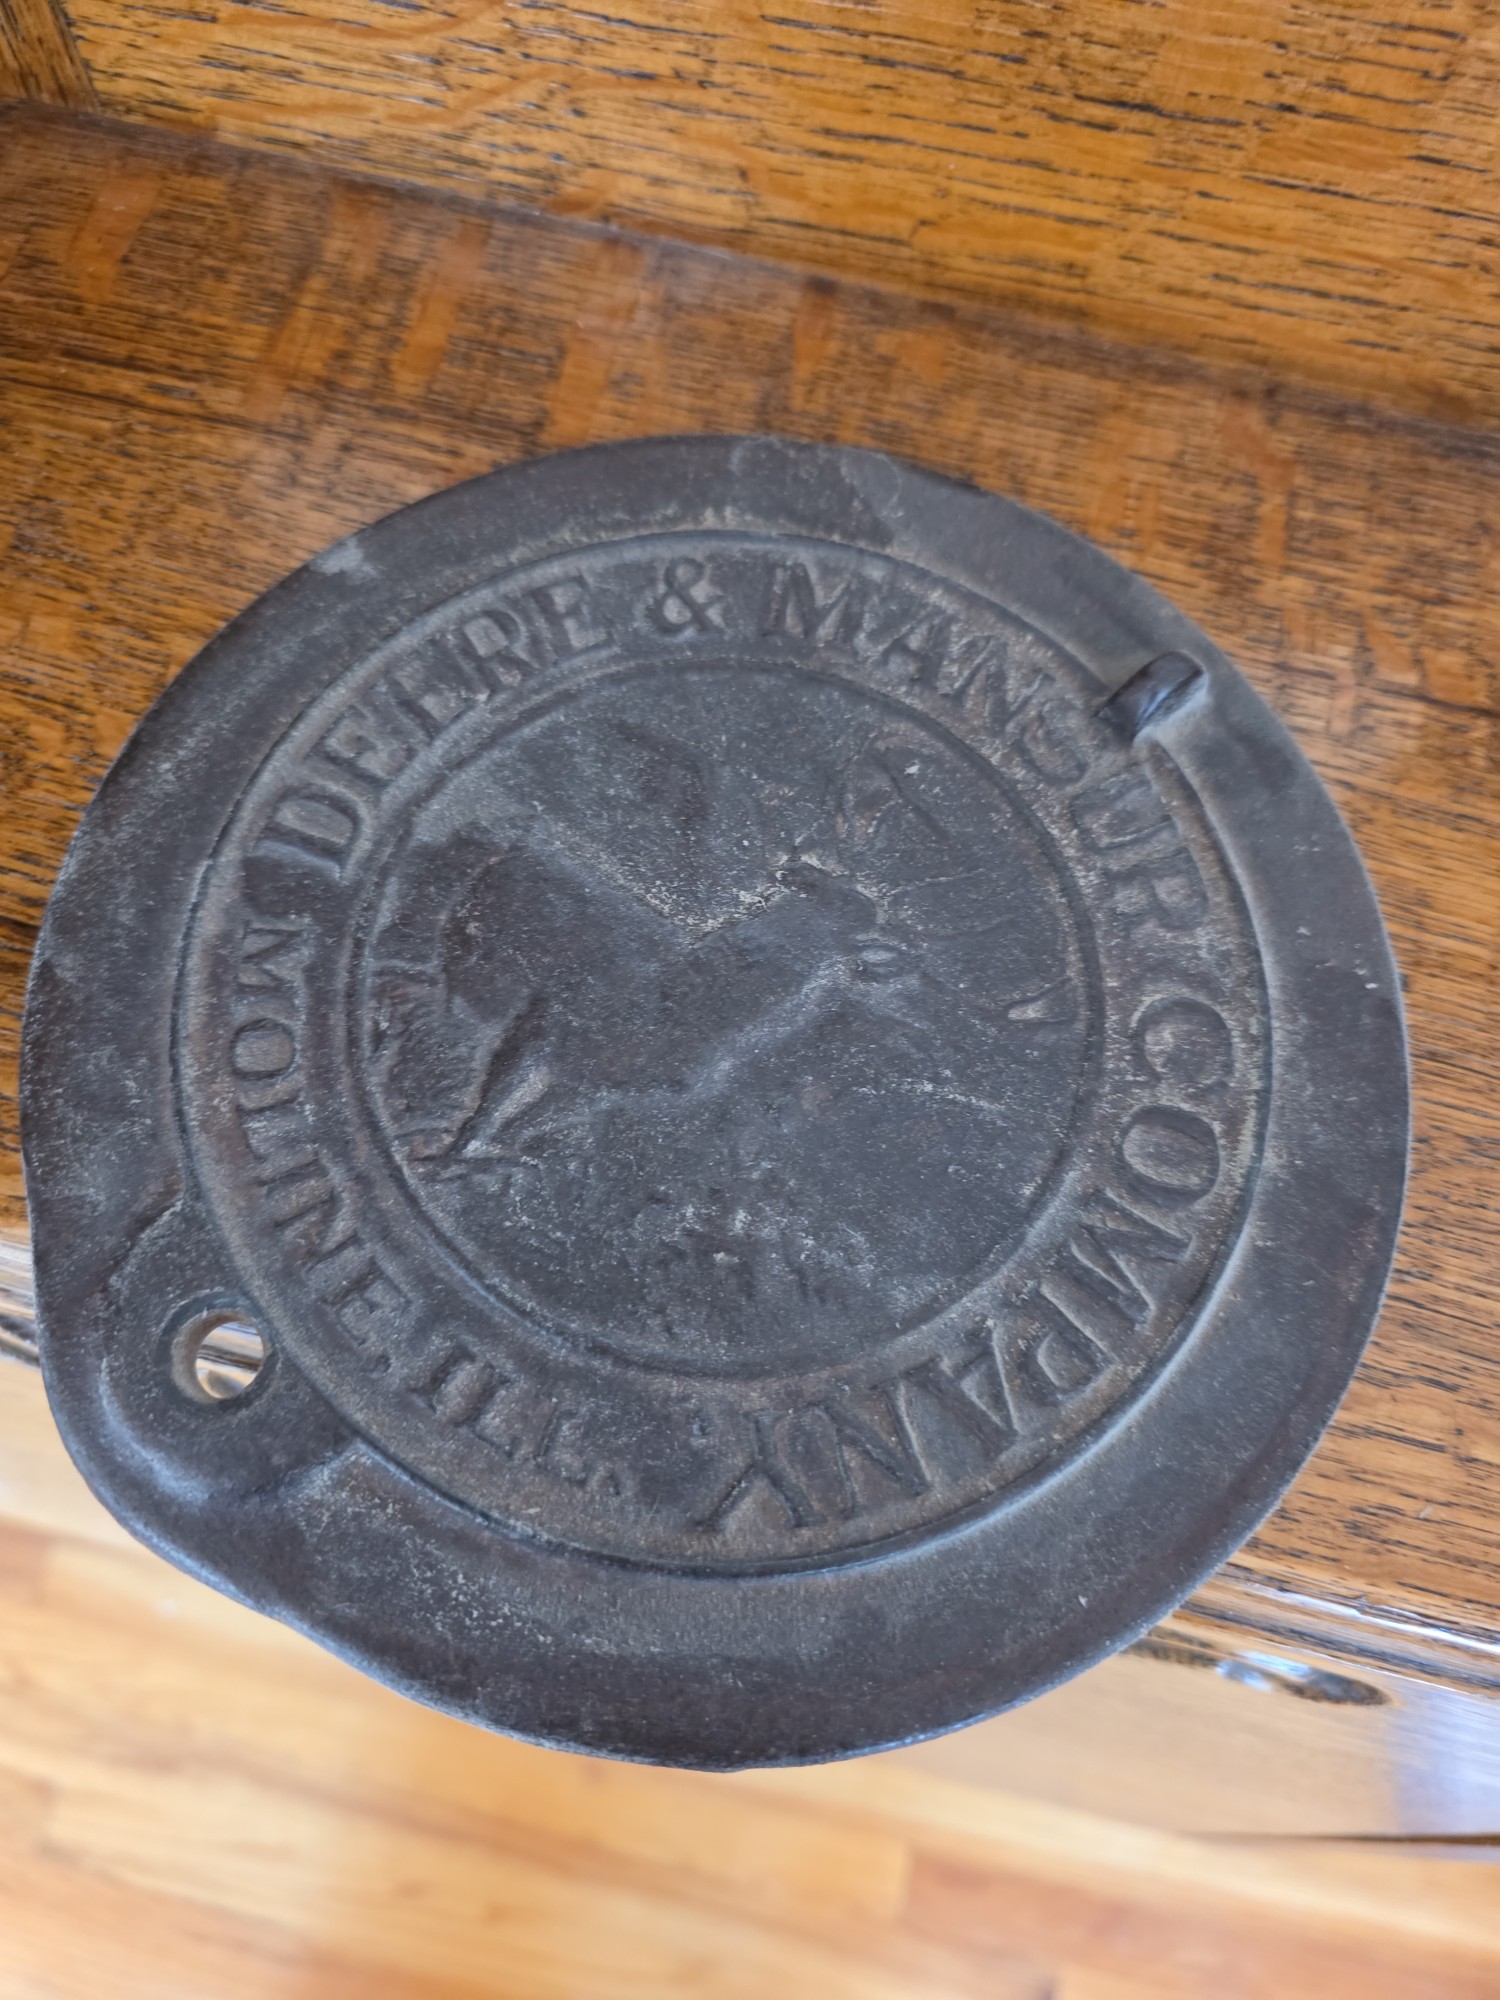 DEERE & MANSUR COMPANY
MOLINE, ILL.